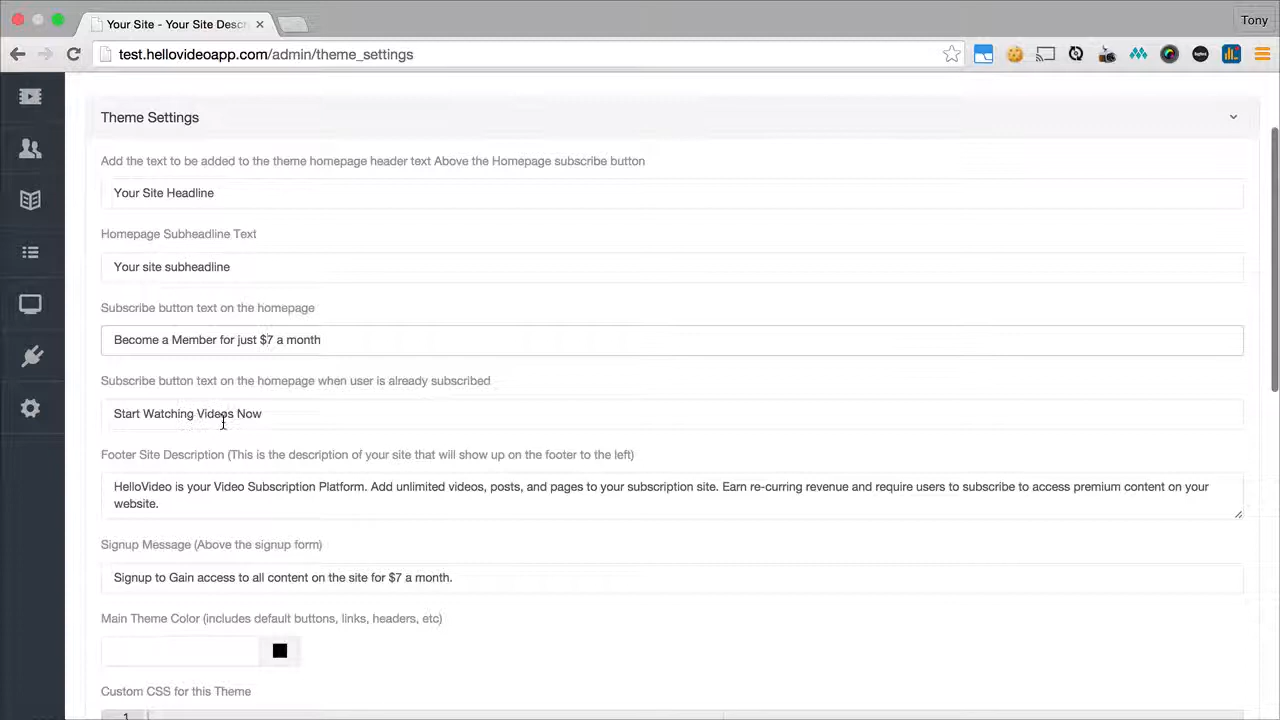 Your Site - Your Site Descr
Tony
test.hellovideoapp.com/admin/theme_settings
Theme Settings
Add the text to be added to the theme homepage header text Above the Homepage subscribe button
Your Site Headline
Homepage Subheadline Text
Your site subheadline
Subscribe button text on the homepage
Become a Member for just $7 a month
Subscribe button text on the homepage when user is already subscribed
Start Watching Videos Now
Footer Site Description (This is the description of your site that will show up on the footer to the left)
HelloVideo is your Video Subscription Platform. Add unlimited videos, posts, and pages to your subscription site. Earn re-curring revenue and require users to subscribe to access premium content on your
website.
Signup Message (Above the signup form)
Signup to Gain access to all content on the site for $7 a month.
Main Theme Color (includes default buttons, links, headers, etc)
Custom CSS for this Theme
1